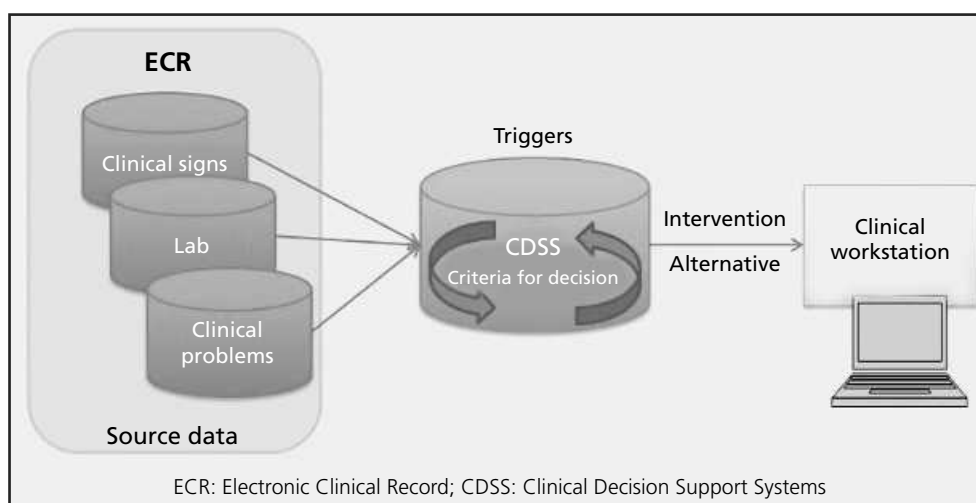 ECR
Clinical signs
Lab
Clinical
problems
Source data
Triggers
CDSS
Criteria for decision
Intervention
Alternative
Clinical
workstation
ECR: Electronic Clinical Record; CDSS: Clinical Decision Support Systems